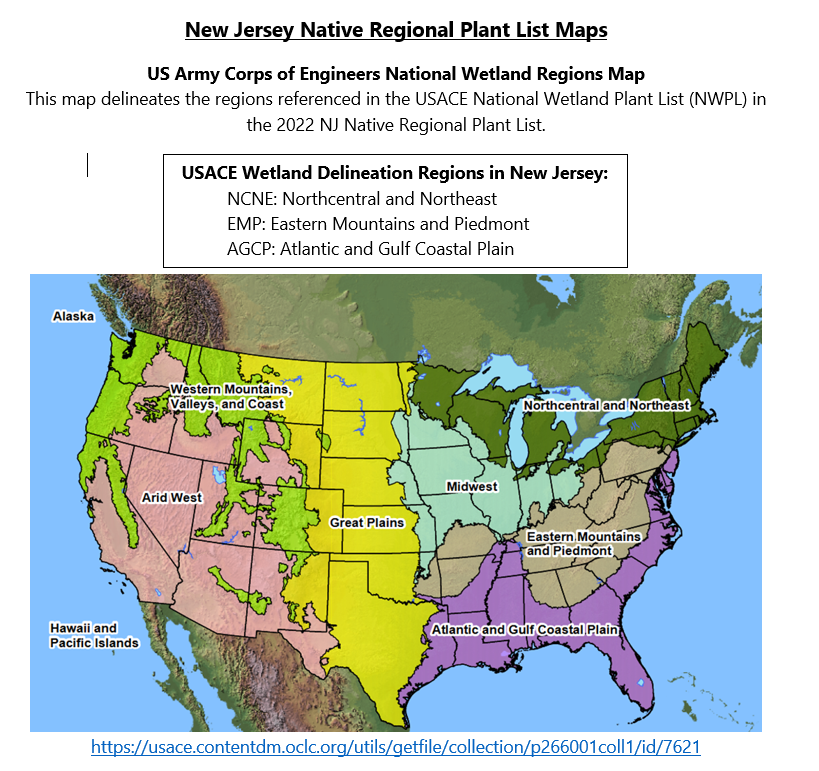 New Jersey Native Regional Plant List Maps
US Army Corps of Engineers National Wetland Regions Map
This map delineates the regions referenced in the USACE National Wetland Plant List (NWPL) in
the 2022 NJ Native Regional Plant List.
USACE Wetland Delineation Regions in New Jersey:
NCNE: Northcentral and Northeast
EMP: Eastern Mountains and Piedmont
AGCP: Atlantic and Gulf Coastal Plain
Alaska
Western Mountains,
Valleys, and Coast
Northcentral and Northeast
Midwest
Arid West
Great Plains
Eastern Mountains
and Piedmont
Hawaii and
Pacific Islands
Atlantic and Gulf Coastal Plain
https://usace.contentdm.oclc.org/utils/getfile/collection/p266001coll1/id/7621